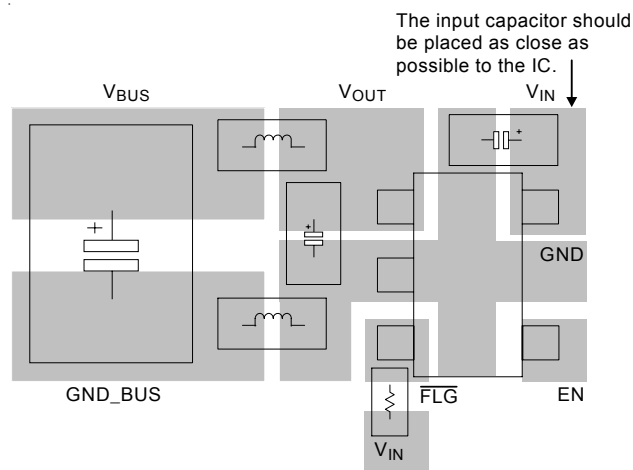 The input capacitor should
be placed as close as
possible to the IC.
VBUS
VOUT
VIN
+
+
+
GND
GND_BUS
FLG
EN
VIN